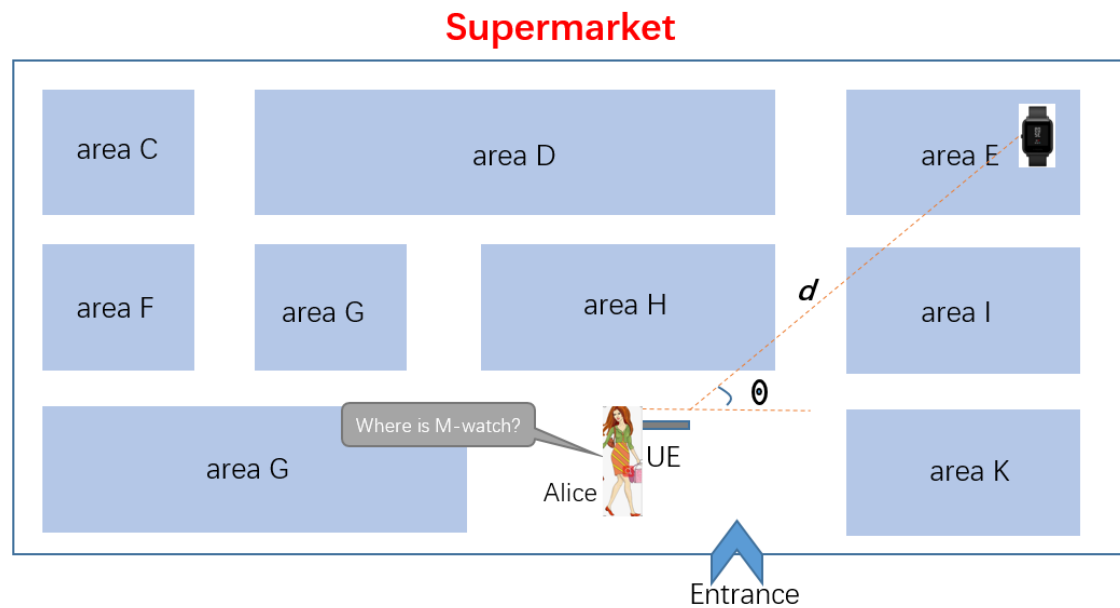 Supermarket
area C
area D
area E
area F
area G
area H
area I
d
θ
Where is M-watch?
UE
area G
Alice
area K
Entrance